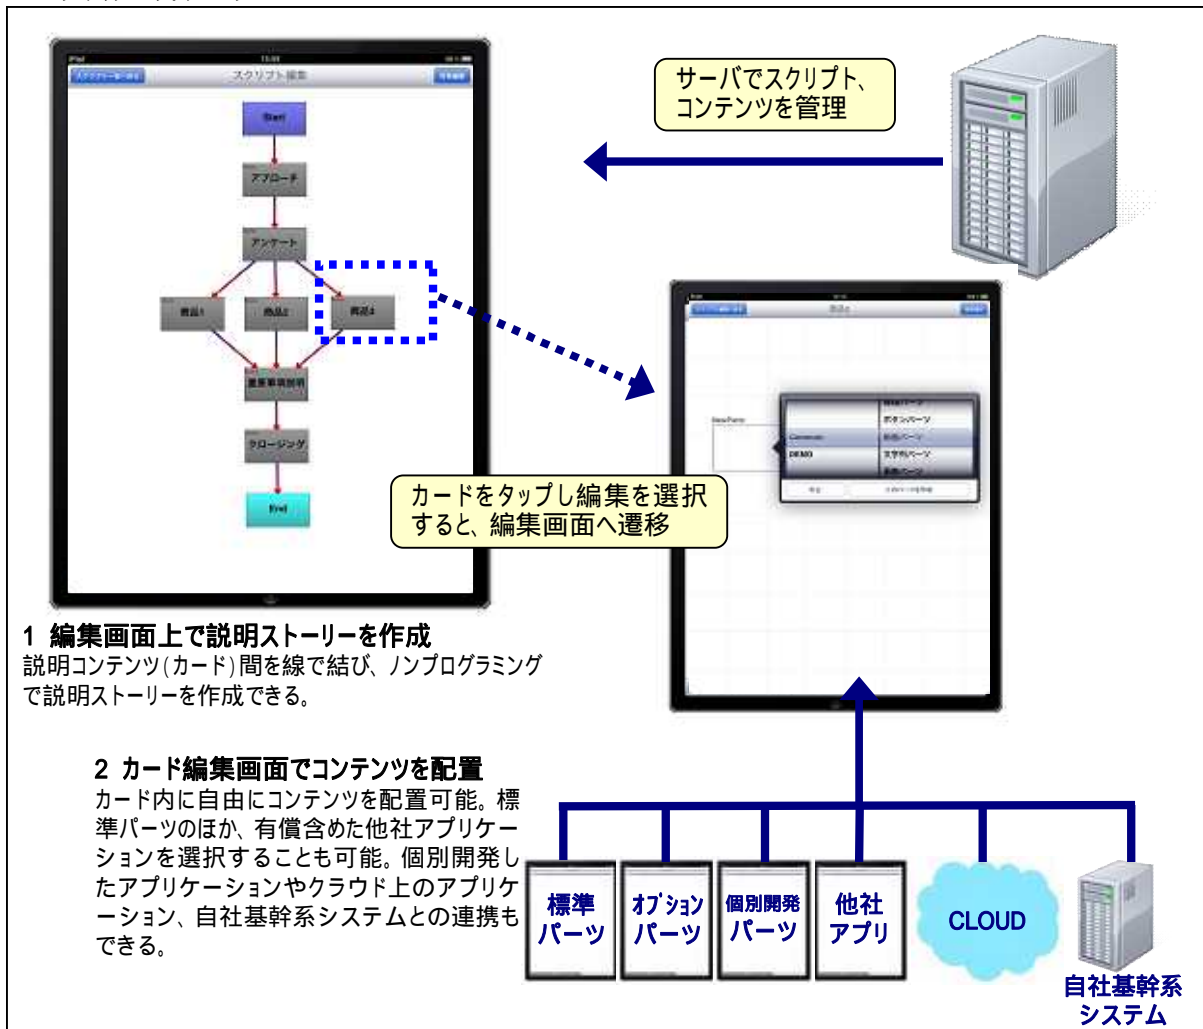 スクリプト編集
Start
アプローチ
アンケート
商品1
商品2
商品3
重要事項説明
クロージング
End
サーバでスクリプト、
コンテンツを管理
ボタンパーツ
Common
DEMO
文字列パーツ
カードをタップし編集を選択
すると、編集画面へ遷移
1 編集画面上で説明ストーリーを作成
説明コンテンツ(カード)間を線で結び、ノンプログラミング
で説明ストーリーを作成できる。
2 カード編集画面でコンテンツを配置
カード内に自由にコンテンツを配置可能。標
準パーツのほか、有償含めた他社アプリケー
ションを選択することも可能。個別開発し
たアプリケーションやクラウド上のアプリケ
ーション、自社基幹系システムとの連携も
できる。
標準
パーツ
オプション
パーツ
個別開発
パーツ
他社
アプリ
CLOUD
自社基幹系
システム